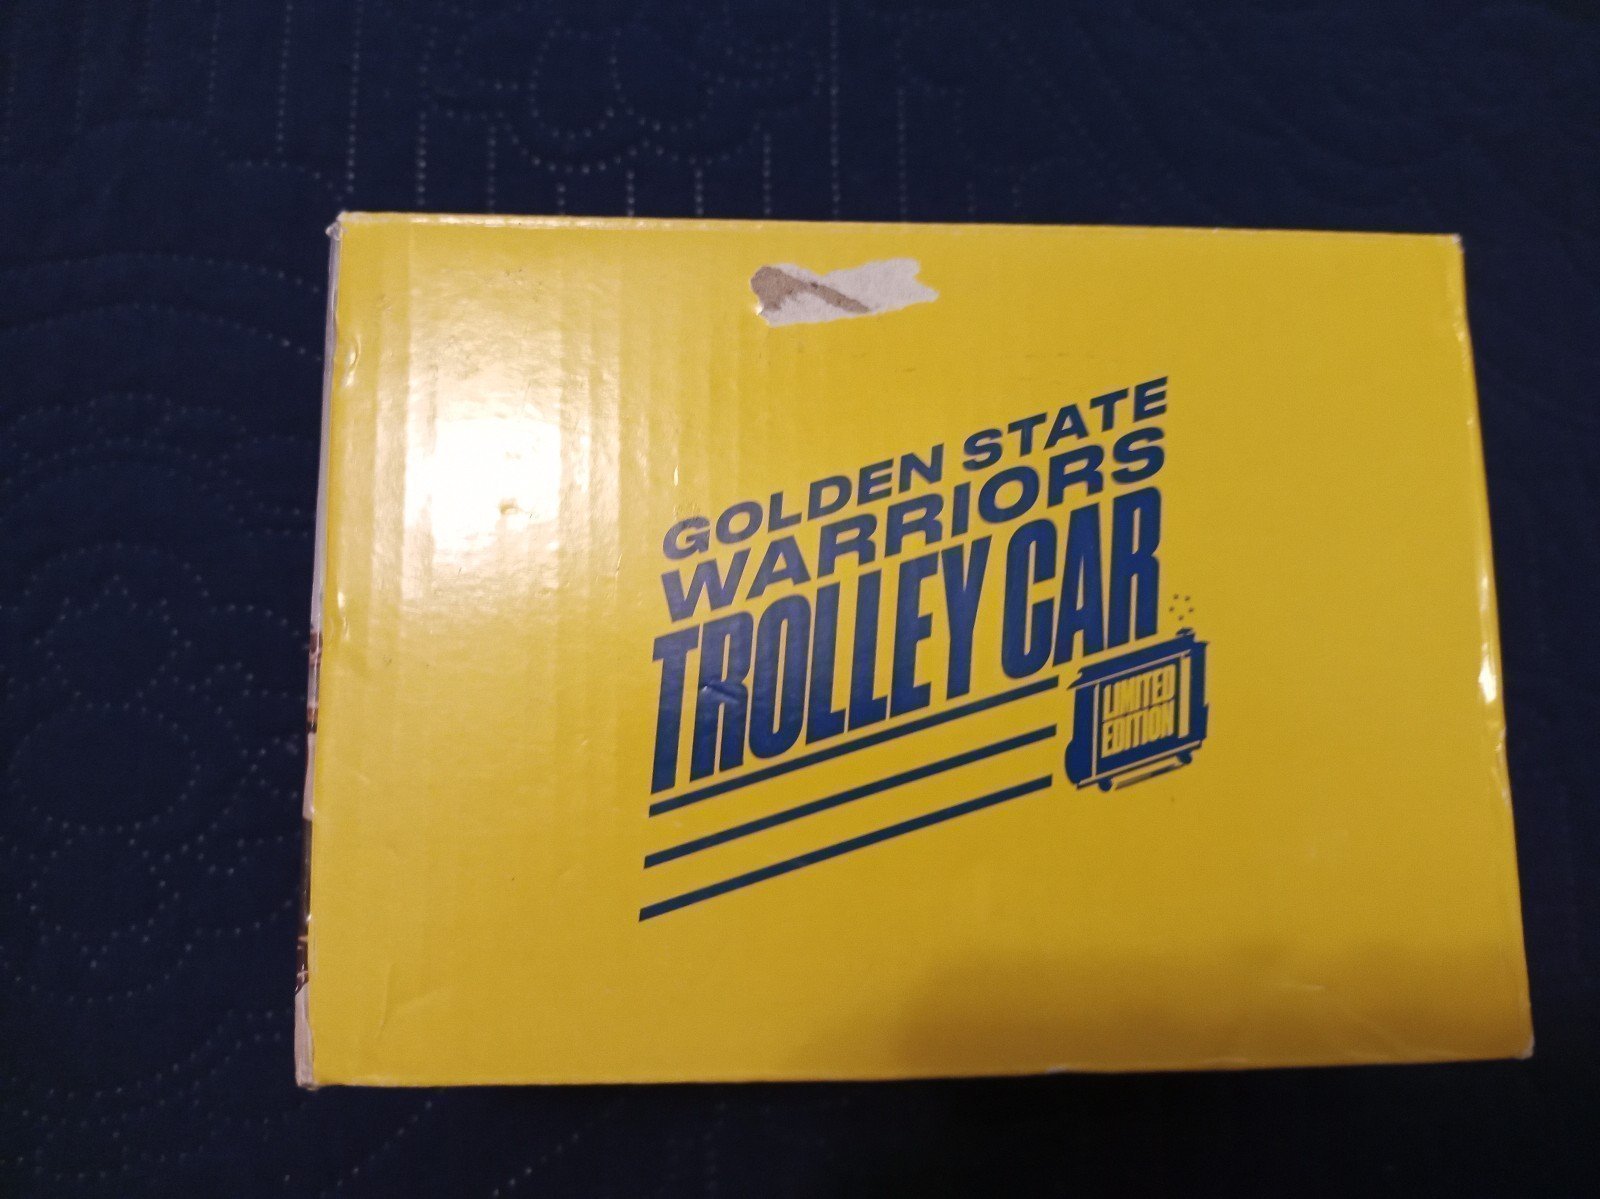 GOLDEN STATE
WARRIORS
TROLLEY CAR
LIMITED
EDITION